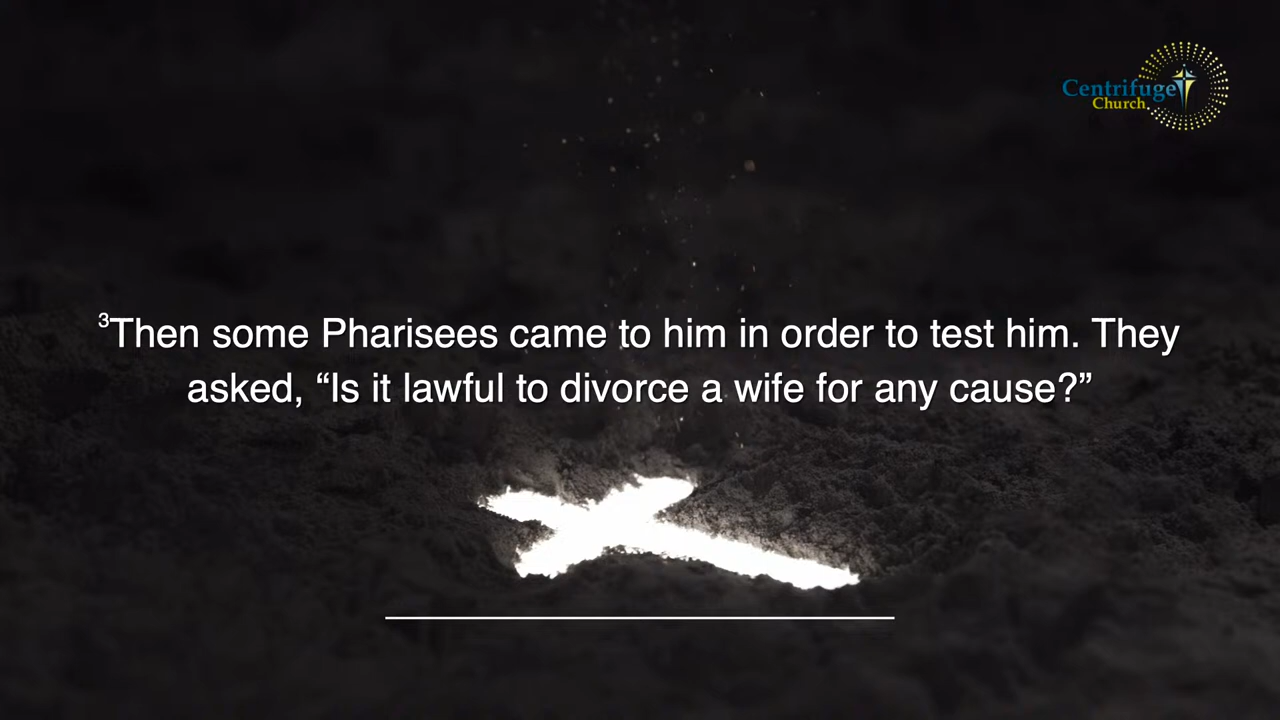 Centrifuge
Church
³Then some Pharisees came to him in order to test him. They
asked, “Is it lawful to divorce a wife for any cause?”